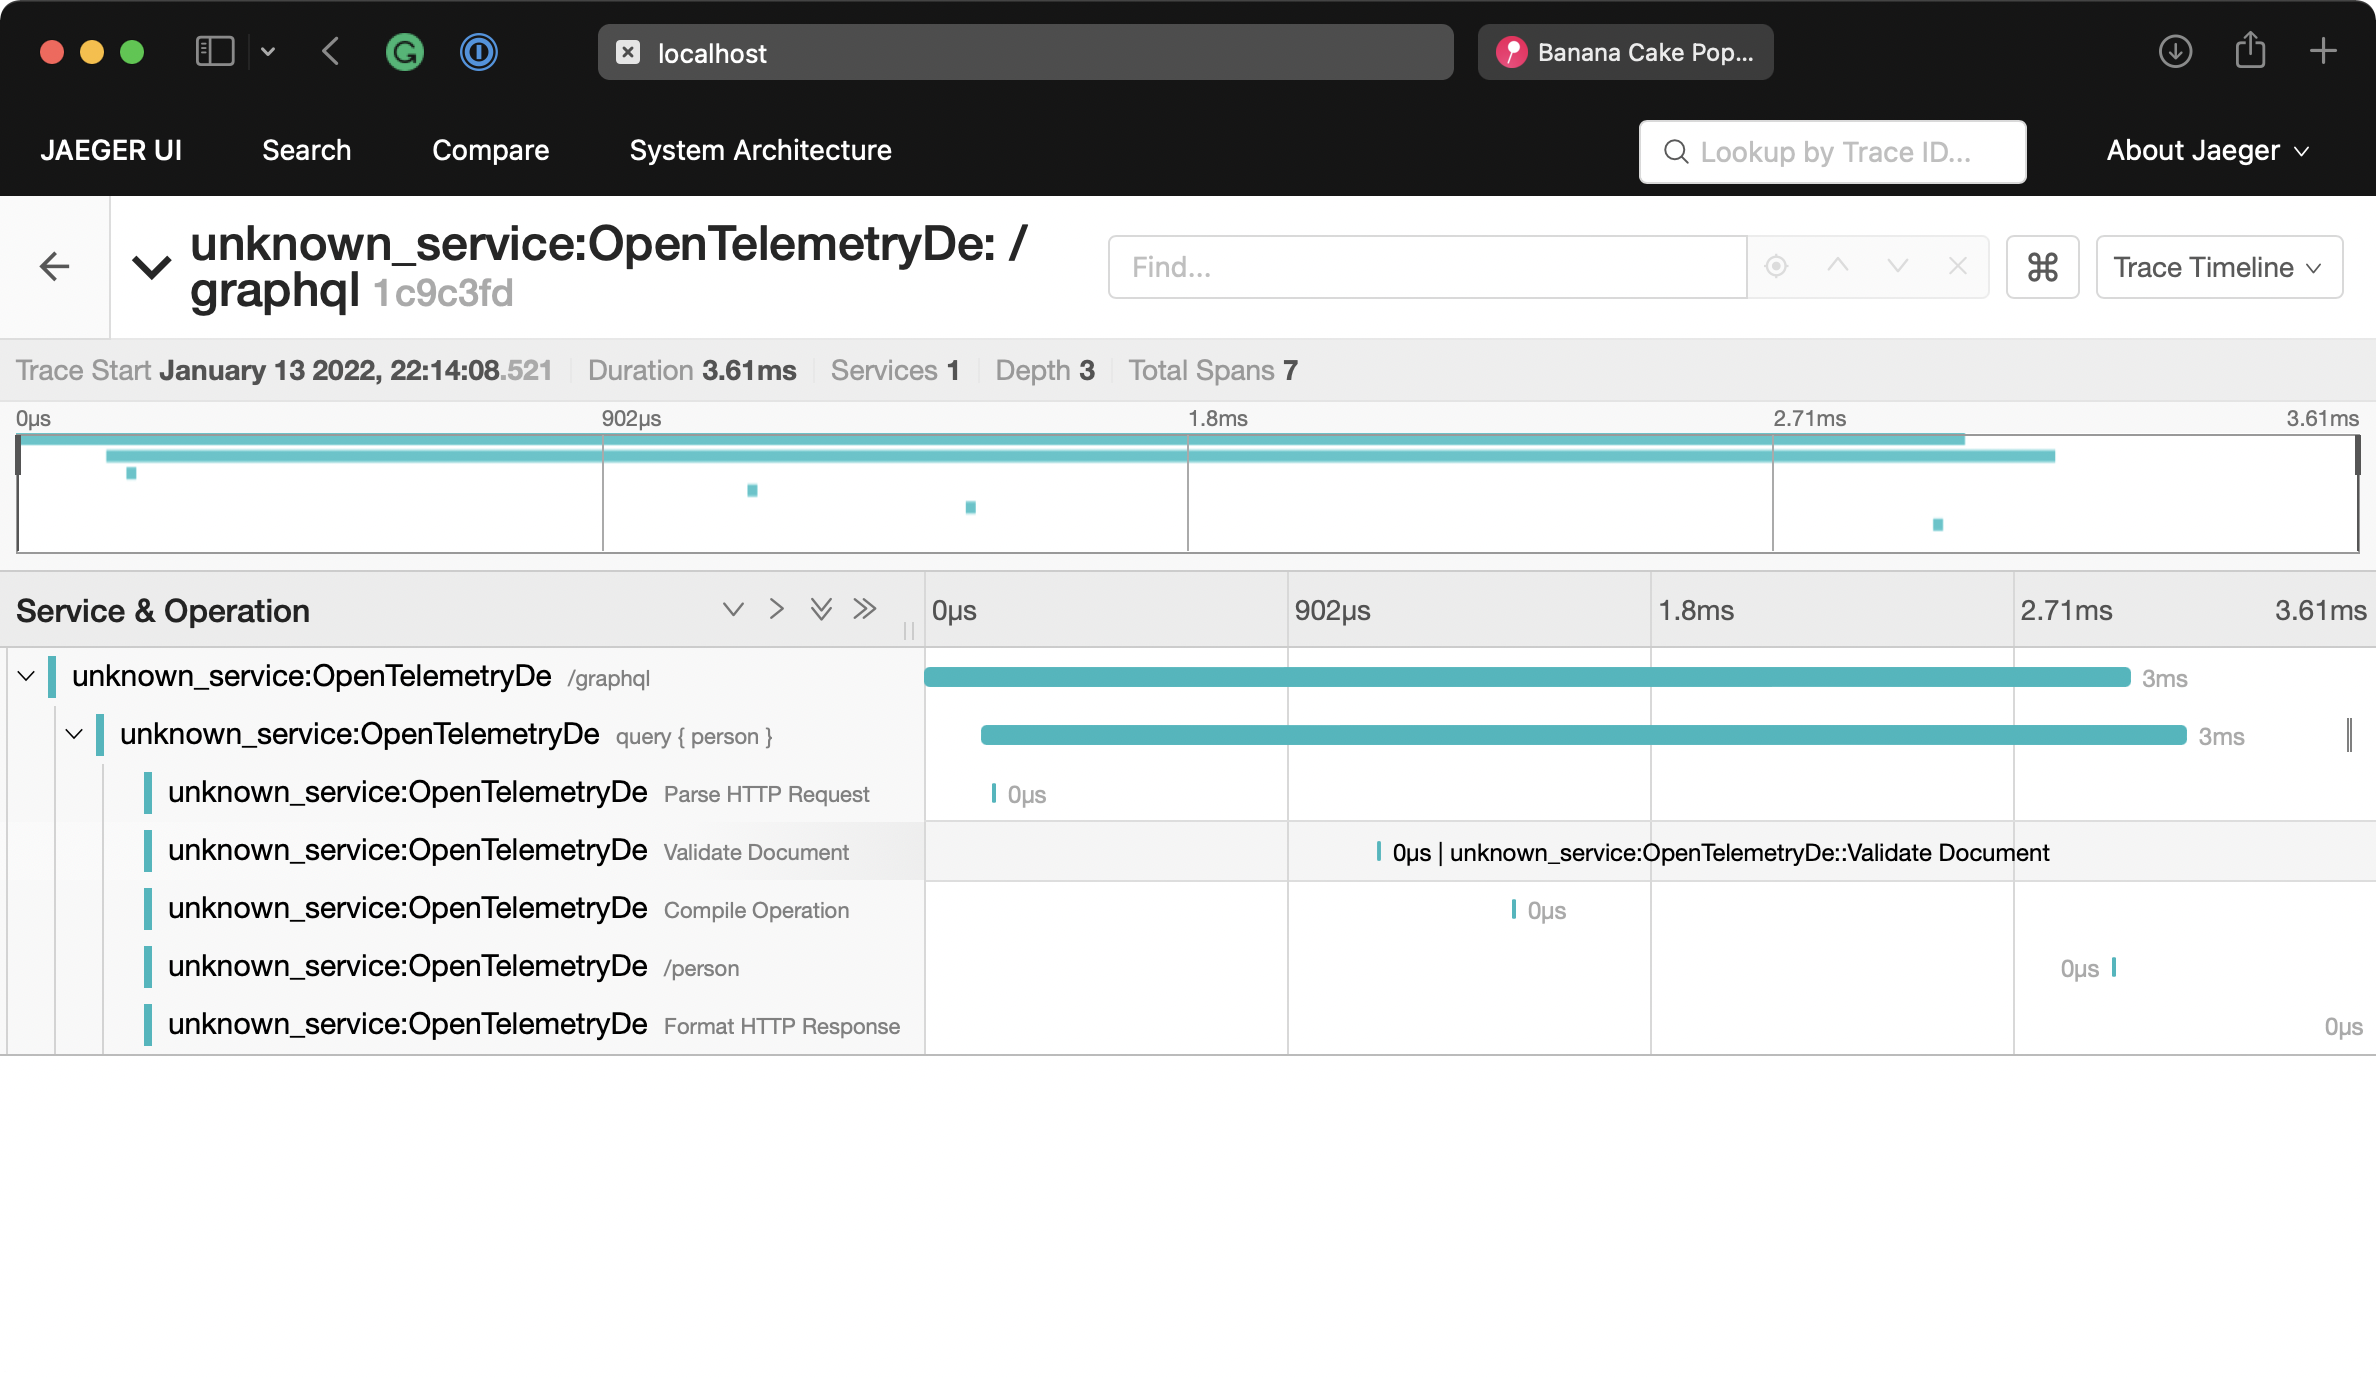 localhost
Banana Cake Pop...
JAEGER UI Search Compare System Architecture Lookup by Trace ID... About Jaeger
unknown_service:OpenTelemetryDe: /
graphql 1c9c3fd
Find...
Trace Timeline
Trace Start January 13 2022, 22:14:08.521 Duration 3.61ms Services 1 Depth 3 Total Spans 7
0μs 902μs 1.8ms 2.71ms 3.61ms
Service & Operation 0μs 902μs 1.8ms 2.71ms 3.61ms
unknown_service:OpenTelemetryDe /graphql 3ms
unknown_service:OpenTelemetryDe query { person } 3ms
unknown_service:OpenTelemetryDe Parse HTTP Request 0μs
unknown_service:OpenTelemetryDe Validate Document 0μs | unknown_service:OpenTelemetryDe::Validate Document
unknown_service:OpenTelemetryDe Compile Operation 0μs
unknown_service:OpenTelemetryDe /person 0μs
unknown_service:OpenTelemetryDe Format HTTP Response 0μs